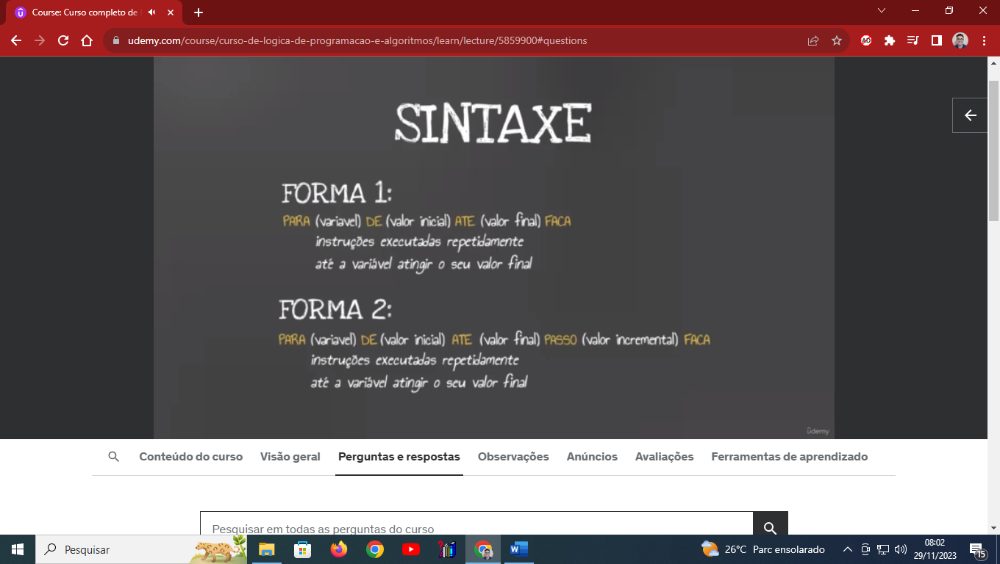 Course: Curso completo de
udemy.com/course/curso-de-logica-de-programacao-e-algoritmos/learn/lecture/5859900#questions
SINTAXE
FORMA 1:
PARA (variavel) DE (valor inicial) ATE (valor final) FACA
instruções executadas repetidamente
até a variável atingir o seu valor final
FORMA 2:
PARA (variavel) DE (valor inicial) ATE (valor final) PASSO (valor incremental) FACA
instruções executadas repetidamente
até a variável atingir o seu valor final
ûdemy
Conteúdo do curso Visão geral Perguntas e respostas Observações Anúncios Avaliações Ferramentas de aprendizado
Pesquisar em todas as perguntas do curso
Pesquisar
26°C Parc ensolarado
08:02
29/11/2023
15